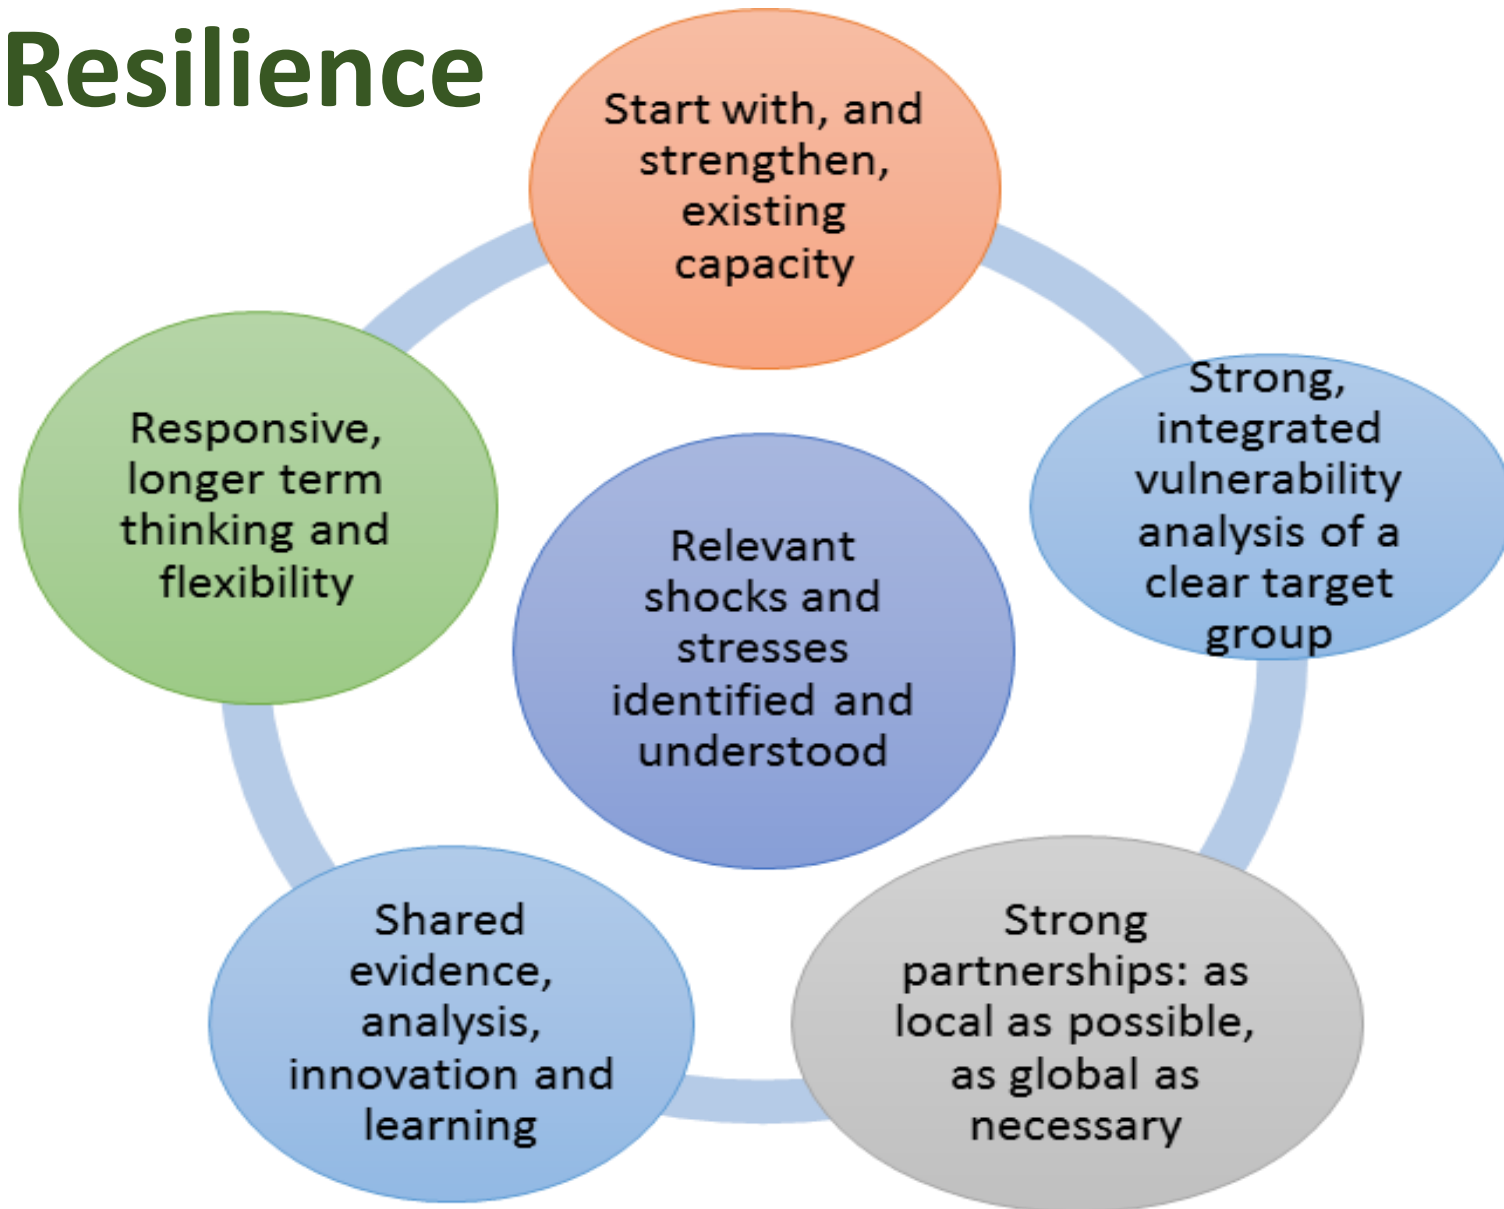 Resilience
Start with, and
strengthen,
existing
capacity
Strong,
integrated
vulnerability
analysis of a
clear target
group
Strong
partnerships: as
local as possible,
as global as
necessary
Shared
evidence,
analysis,
innovation and
learning
Responsive,
longer term
thinking and
flexibility
Relevant
shocks and
stresses
identified and
understood